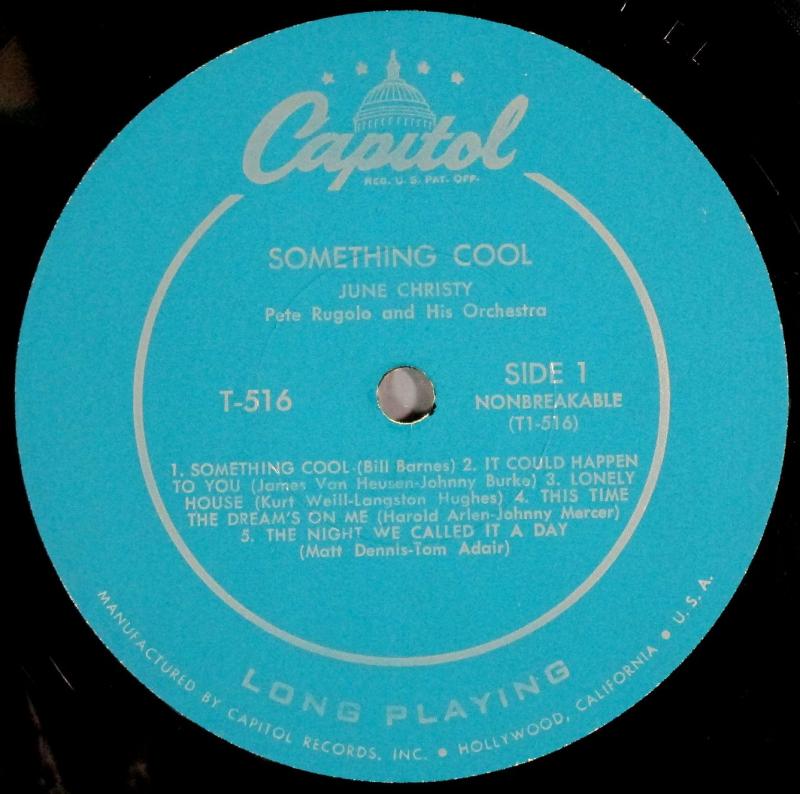 Capitol
REG. U. S. PAT. OFF.
SOMETHING COOL
JUNE CHRISTY
Pete Rugolo and His Orchestra
T-516
SIDE 1
NONBREAKABLE
(T1-516)
1. SOMETHING COOL (Bill Barnes) 2. IT COULD HAPPEN
TO YOU (James Van Heusen-Johnny Burke) 3. LONELY
HOUSE (Kurt Weill-Langston Hughes) 4. THIS TIME
THE DREAM'S ON ME (Harold Arlen-Johnny Mercer)
5. THE NIGHT WE CALLED IT A DAY
(Matt Dennis-Tom Adair)
LONG PLAYING
MANUFACTURED BY CAPITOL RECORDS, INC. ● HOLLYWOOD, CALIFORNIA ● U. S. A.